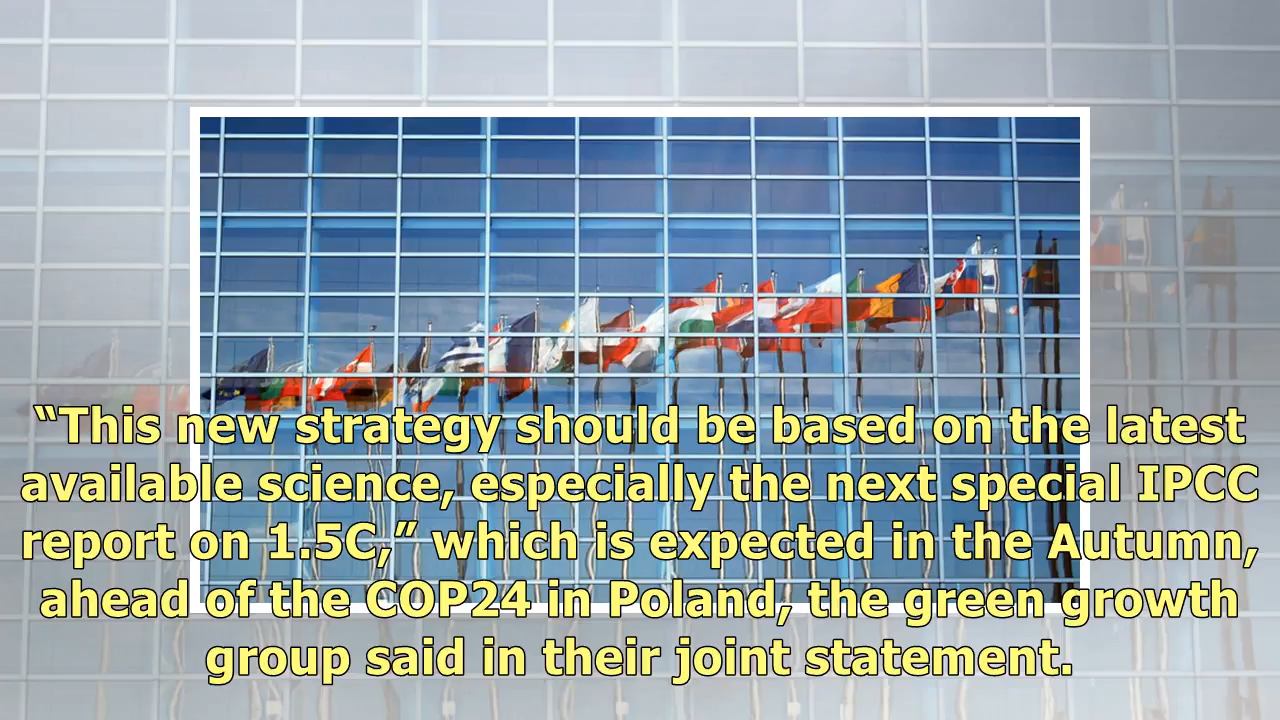 “This new strategy should be based on the latest
available science, especially the next special IPCC
report on 1.5C,” which is expected in the Autumn,
ahead of the COP24 in Poland, the green growth
group said in their joint statement.